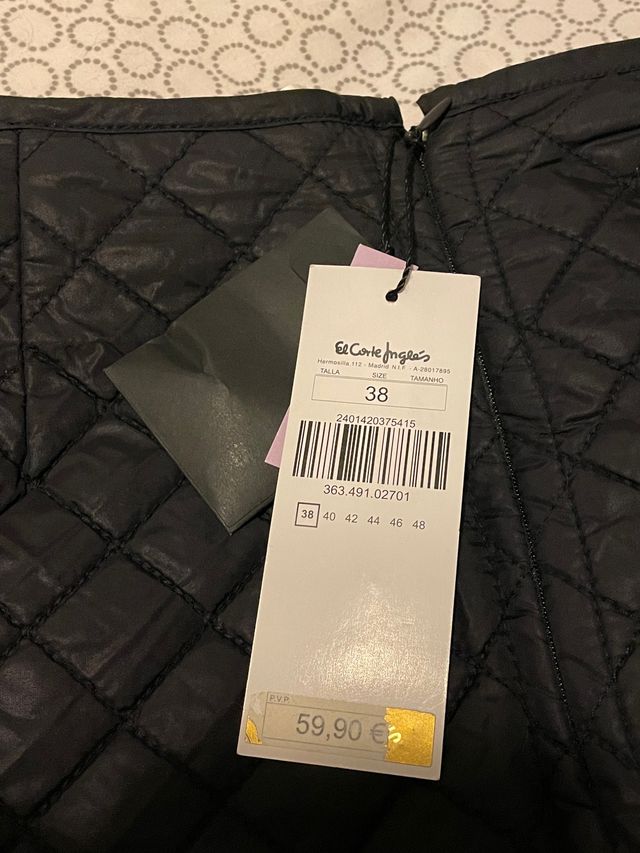 El Corte Inglés
Hermosilla, 112 - Madrid N.I.F. - A-28017895
TALLA SIZE TAMANHO
38
2401420375415
363.491.02701
38 40 42 44 46 48
P.V.P.
59,90 €